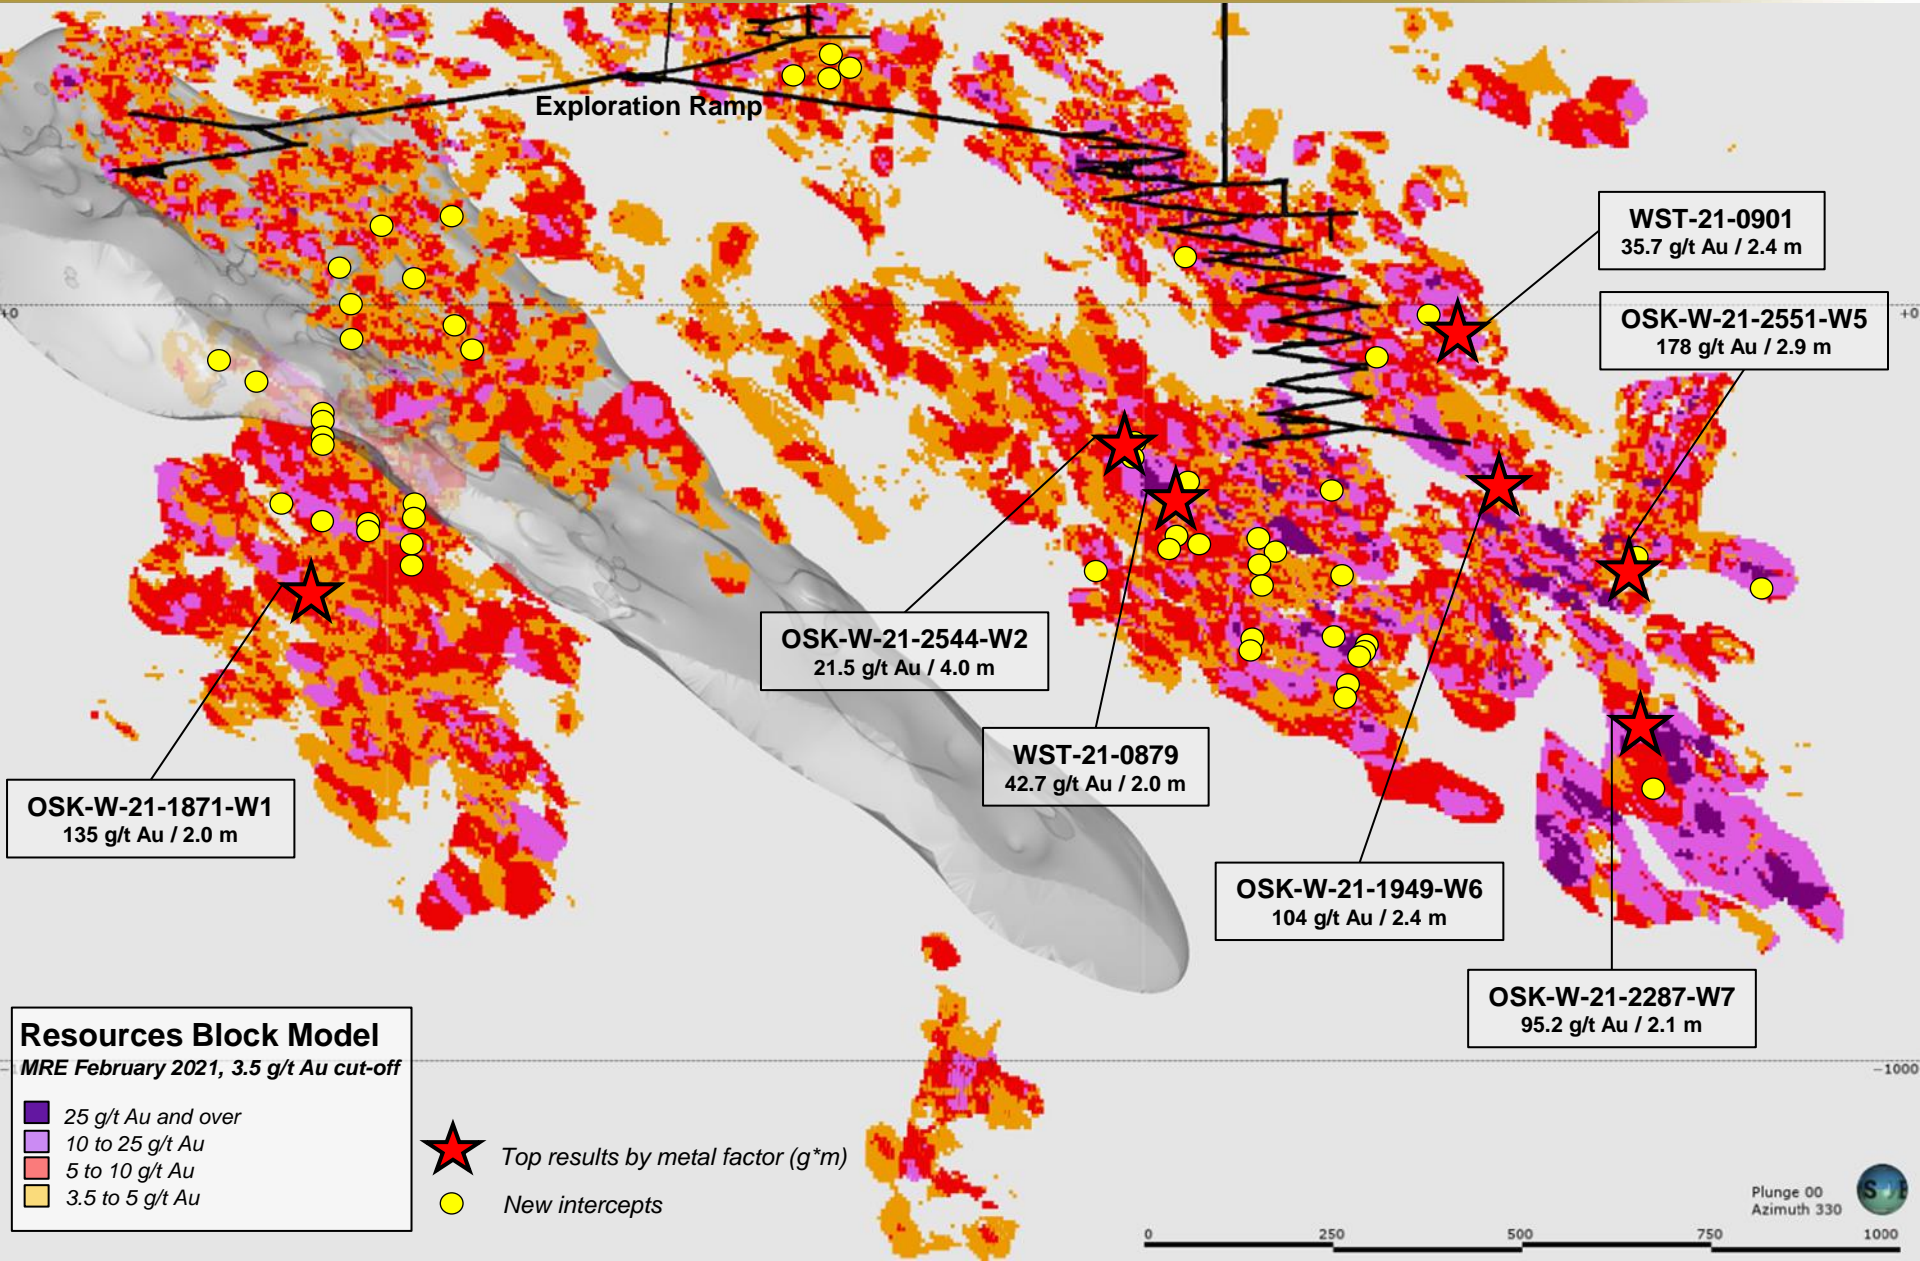 Exploration Ramp
WST-21-0901
35.7 g/t Au / 2.4 m
+0
+0
OSK-W-21-2551-W5
178 g/t Au / 2.9 m
OSK-W-21-2544-W2
21.5 g/t Au / 4.0 m
WST-21-0879
42.7 g/t Au / 2.0 m
OSK-W-21-1871-W1
135 g/t Au / 2.0 m
OSK-W-21-1949-W6
104 g/t Au / 2.4 m
OSK-W-21-2287-W7
95.2 g/t Au / 2.1 m
Resources Block Model
MRE February 2021, 3.5 g/t Au cut-off
−1000
25 g/t Au and over
10 to 25 g/t Au
5 to 10 g/t Au
3.5 to 5 g/t Au
Top results by metal factor (g*m)
New intercepts
Plunge 00
Azimuth 330
0 250 500 750 1000